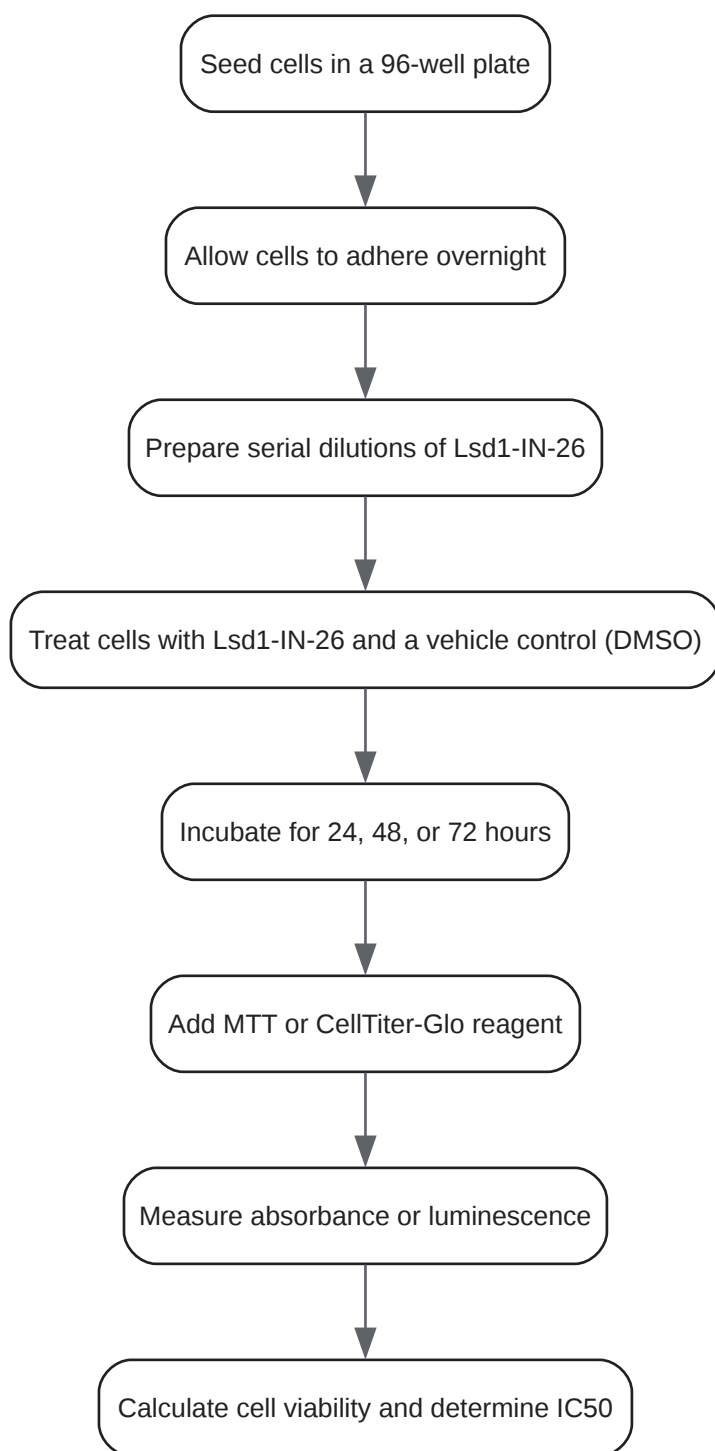 Seed cells in a 96-well plate
Allow cells to adhere overnight
Prepare serial dilutions of Lsd1-IN-26
Treat cells with Lsd1-IN-26 and a vehicle control (DMSO)
Incubate for 24, 48, or 72 hours
Add MTT or CellTiter-Glo reagent
Measure absorbance or luminescence
Calculate cell viability and determine IC50